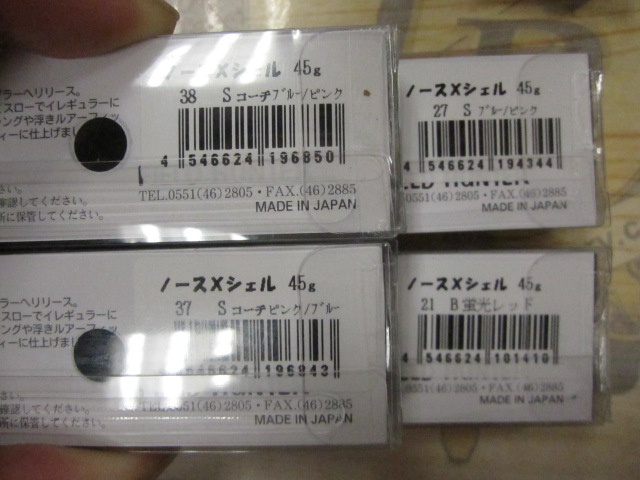 ラーヘリリース。
スローでイレギュラーに
ングや浮きルアーフィッ
ィーに仕上げまし
さい。
確認してください。
所に保管してください。
ノースXシェル 45g
38 S コーチブルー/ピンク
4 546624 196850
TEL.0551(46)2805・FAX.(46)2885
MADE IN JAPAN
ノースXシェル 45g
27 S ブルー/ピンク
4 546624 194344
.0551(46)2805・FAX.(46)2885
MADE IN JAPAN
ラーヘリリース。
スローでイレギュラーに
ングや浮きルアーフィッ
ィーに仕上げまし
さい。
確認してください。
所に保管してください。
ノースXシェル 45g
37 S コーチピンク/ブルー
546624 196843
TEL.0551(46)2805・FAX.(46)2885
MADE IN JAPAN
ノースXシェル 45g
21 B 蛍光レッド
4 546624 101410
.0551(46)2805・FAX.(46)2885
MADE IN JAPAN